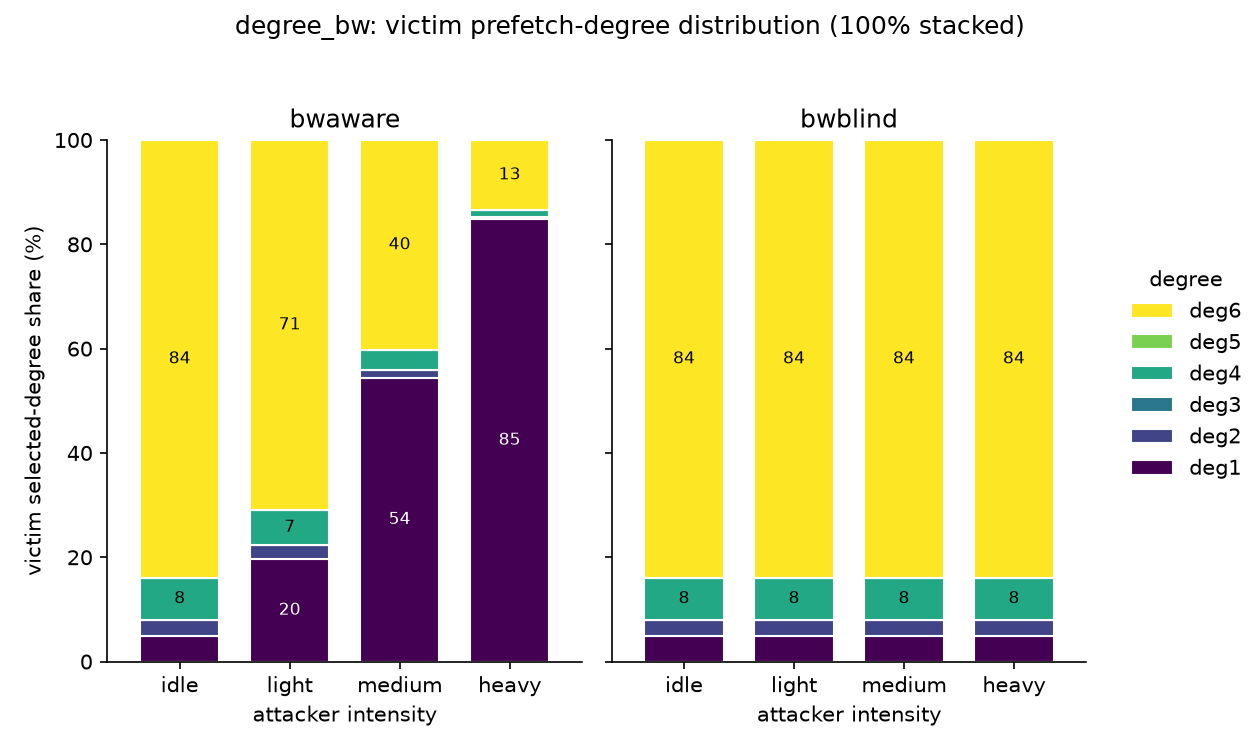 degree_bw: victim prefetch-degree distribution (100% stacked)
bwaware
bwblind
victim selected-degree share (%)
100
80
60
40
20
0
84
8
71
7
20
40
54
13
85
84
8
84
8
84
8
84
8
idle
light
medium
heavy
attacker intensity
idle
light
medium
heavy
attacker intensity
degree
deg6
deg5
deg4
deg3
deg2
deg1